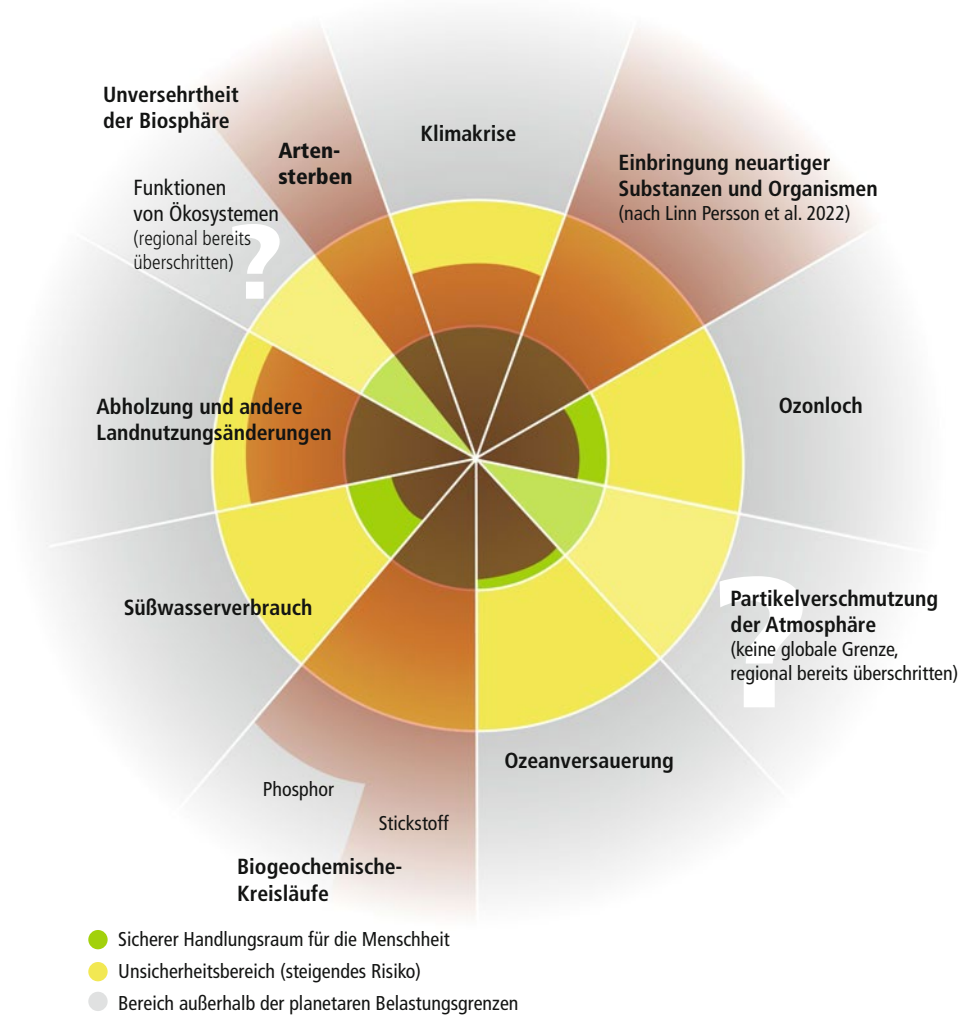 Unversehrtheit
der Biosphäre
Arten-
sterben
Funktionen
von Ökosystemen
(regional bereits
überschritten)
?
Klimakrise
Einbringung neuartiger
Substanzen und Organismen
(nach Linn Persson et al. 2022)
Abholzung und andere
Landnutzungsänderungen
Ozonloch
Süßwasserverbrauch
?
Partikelverschmutzung
der Atmosphäre
(keine globale Grenze,
regional bereits überschritten)
Ozeanversauerung
Phosphor
Stickstoff
Biogeochemische-
Kreisläufe
Sicherer Handlungsraum für die Menschheit
Unsicherheitsbereich (steigendes Risiko)
Bereich außerhalb der planetaren Belastungsgrenzen